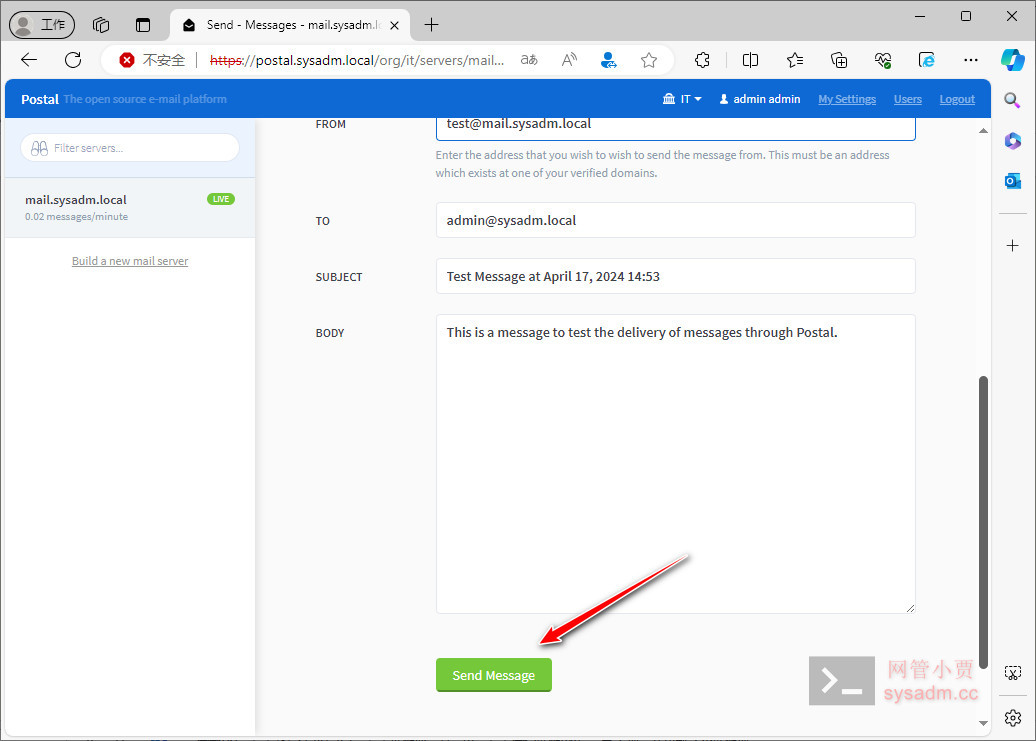 工作
Send - Messages - mail.sysadm.l
不安全
https://postal.sysadm.local/org/it/servers/mail...
Postal The open source e-mail platform
IT
admin admin
My Settings
Users
Logout
Filter servers...
mail.sysadm.local
LIVE
0.02 messages/minute
Build a new mail server
FROM
test@mail.sysadm.local
Enter the address that you wish to wish to send the message from. This must be an address
which exists at one of your verified domains.
TO
admin@sysadm.local
SUBJECT
Test Message at April 17, 2024 14:53
BODY
This is a message to test the delivery of messages through Postal.
Send Message
网管小贾
sysadm.cc